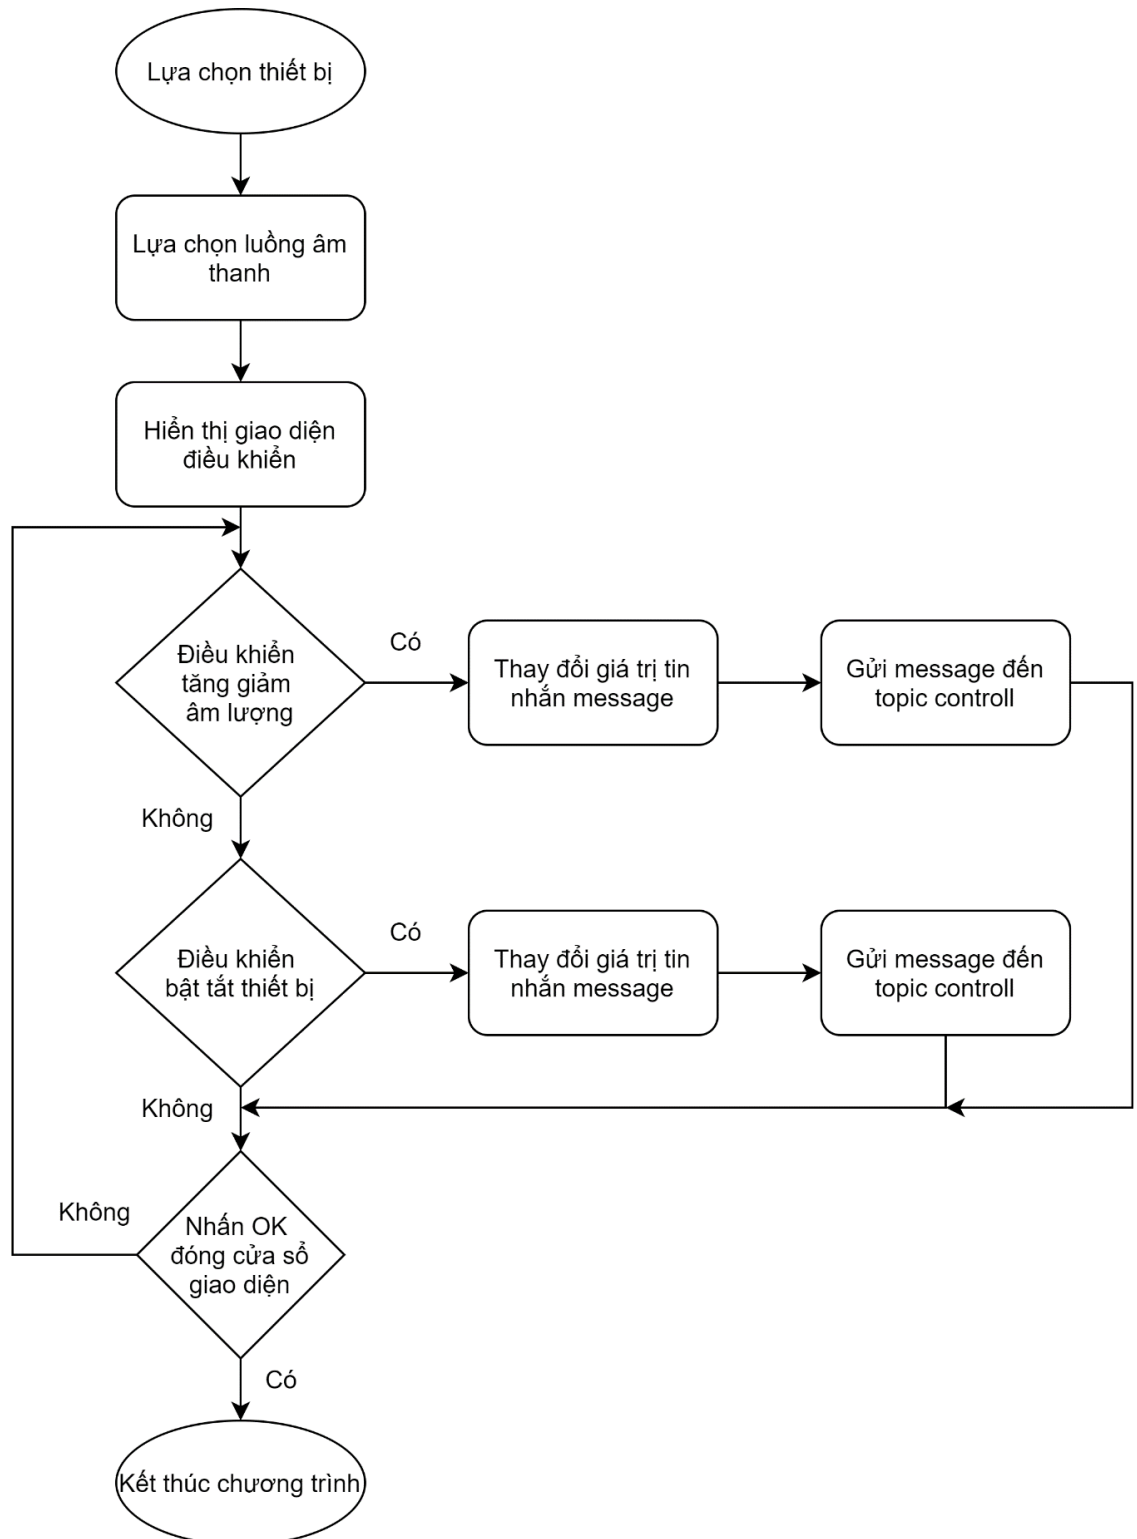 Lựa chọn thiết bị
Lựa chọn luồng âm
thanh
Hiển thị giao diện
điều khiển
Điều khiển
tăng giảm
âm lượng
Có
Thay đổi giá trị tin
nhắn message
Gửi message đến
topic controll
Không
Điều khiển
bật tắt thiết bị
Có
Thay đổi giá trị tin
nhắn message
Gửi message đến
topic controll
Không
Nhấn OK
đóng cửa sổ
giao diện
Không
Có
Kết thúc chương trình